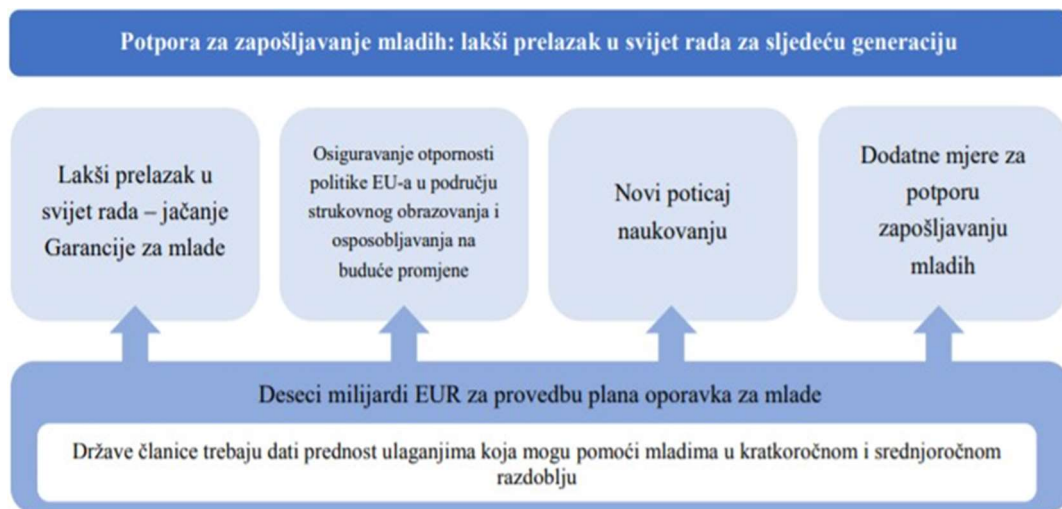 Potpora za zapošljavanje mladih: lakši prelazak u svijet rada za sljedeću generaciju
Lakši prelazak u
svijet rada – jačanje
Garancije za mlade
Osiguravanje otpornosti
politike EU-a u području
strukovnog obrazovanja i
osposobljavanja na
buduće promjene
Novi poticaj
naukovanju
Dodatne mjere za
potporu
zapošljavanju
mladih
Deseci milijardi EUR za provedbu plana oporavka za mlade
Države članice trebaju dati prednost ulaganjima koja mogu pomoći mladima u kratkoročnom i srednjoročnom
razdoblju